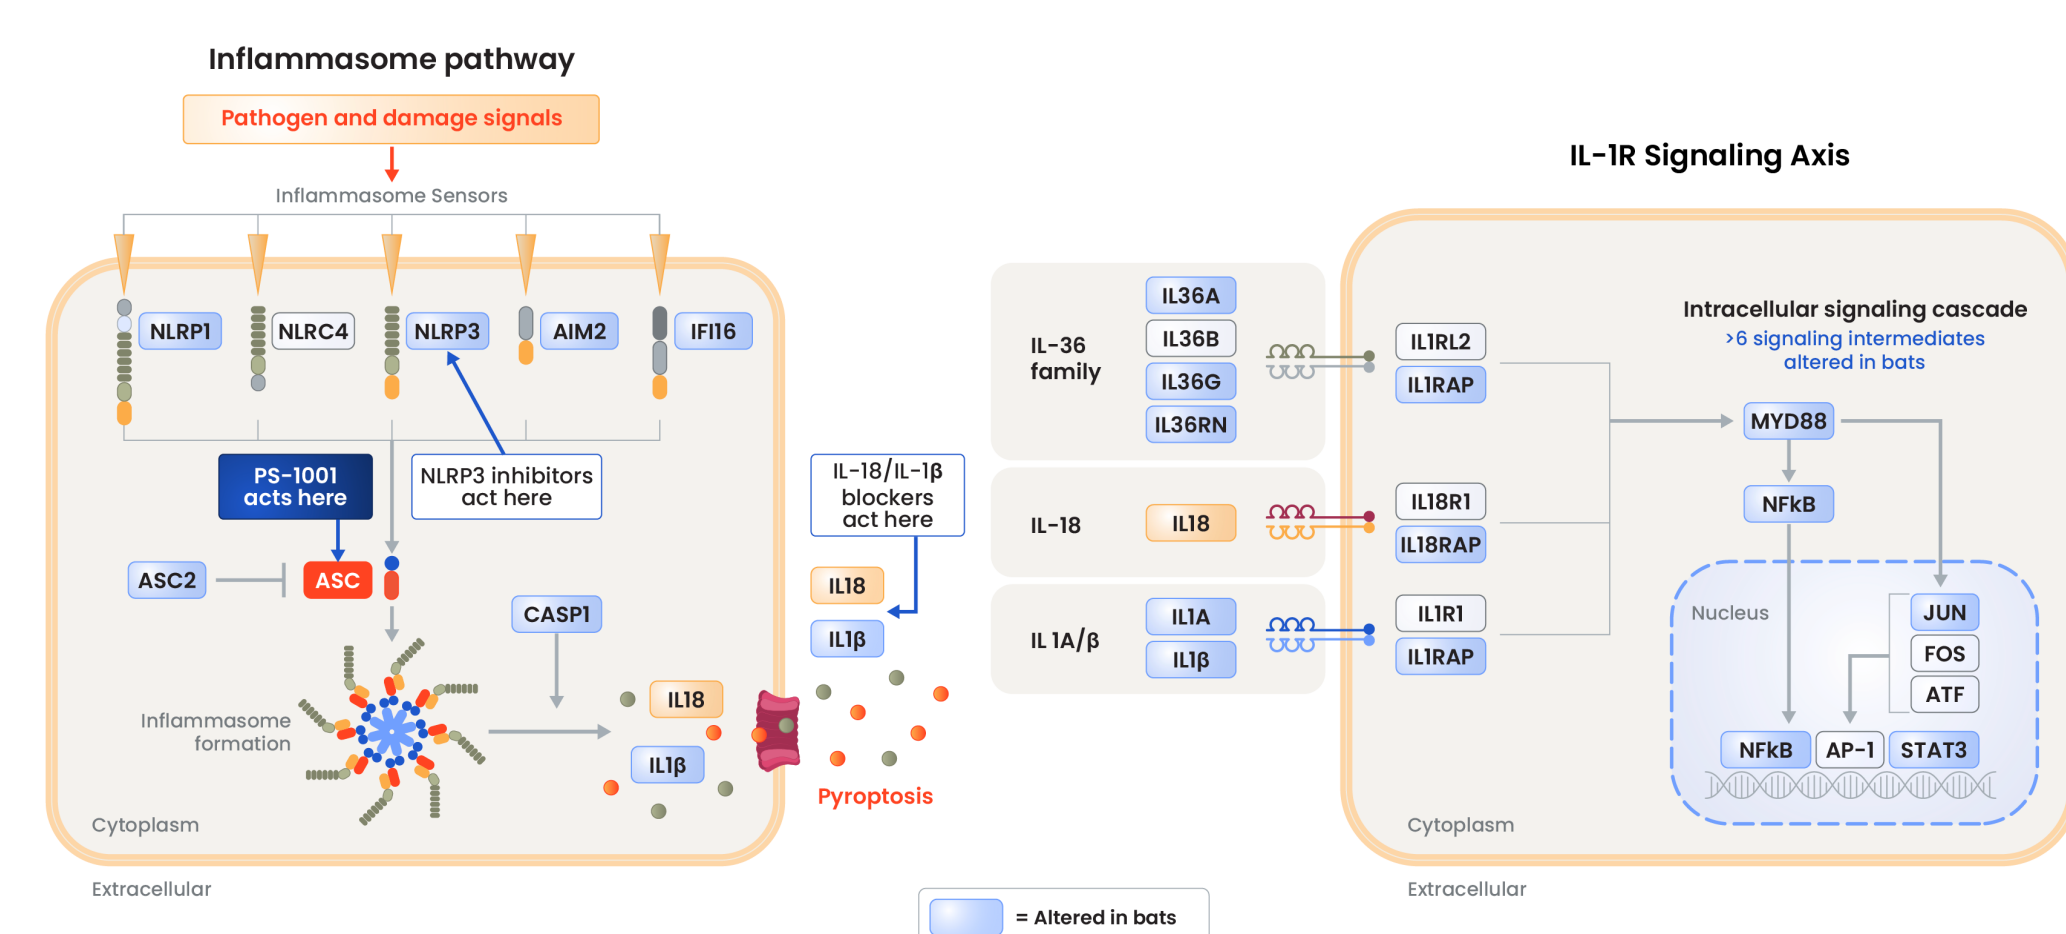 Inflammasome pathway
Pathogen and damage signals
Inflammasome Sensors
NLRP1
NLRC4
NLRP3
AIM2
IFI16
PS-1001
acts here
NLRP3 inhibitors
act here
ASC2
ASC
CASP1
Inflammasome
formation
IL18
IL1β
Cytoplasm
Extracellular
IL-18/IL-1β
blockers
act here
IL18
IL1β
Pyroptosis
IL-1R Signaling Axis
IL-36
family
IL36A
IL36B
IL36G
IL36RN
IL1RL2
IL1RAP
IL-18
IL18
IL18R1
IL18RAP
IL 1A/β
IL1A
IL1β
IL1R1
IL1RAP
Intracellular signaling cascade
>6 signaling intermediates
altered in bats
MYD88
NFkB
Nucleus
JUN
FOS
ATF
NFkB
AP-1
STAT3
Cytoplasm
Extracellular
= Altered in bats